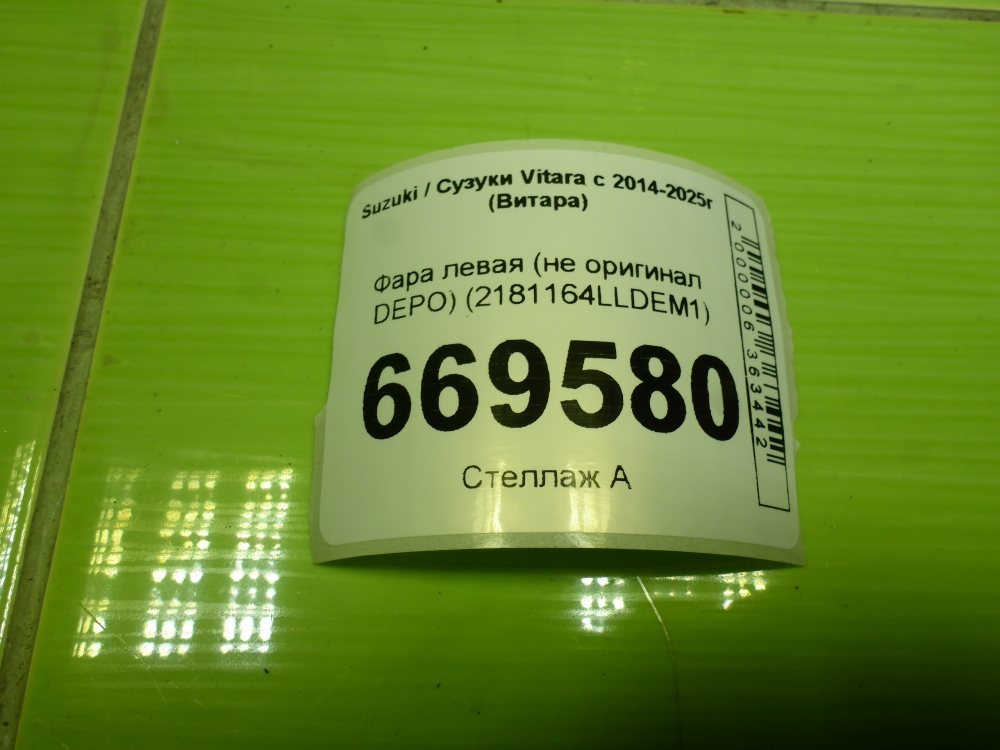 Suzuki / Сузуки Vitara с 2014-2025г
(Витара)
Фара левая (не оригинал
DEPO) (2181164LLDEM1)
669580
Стеллаж А
2000006363442